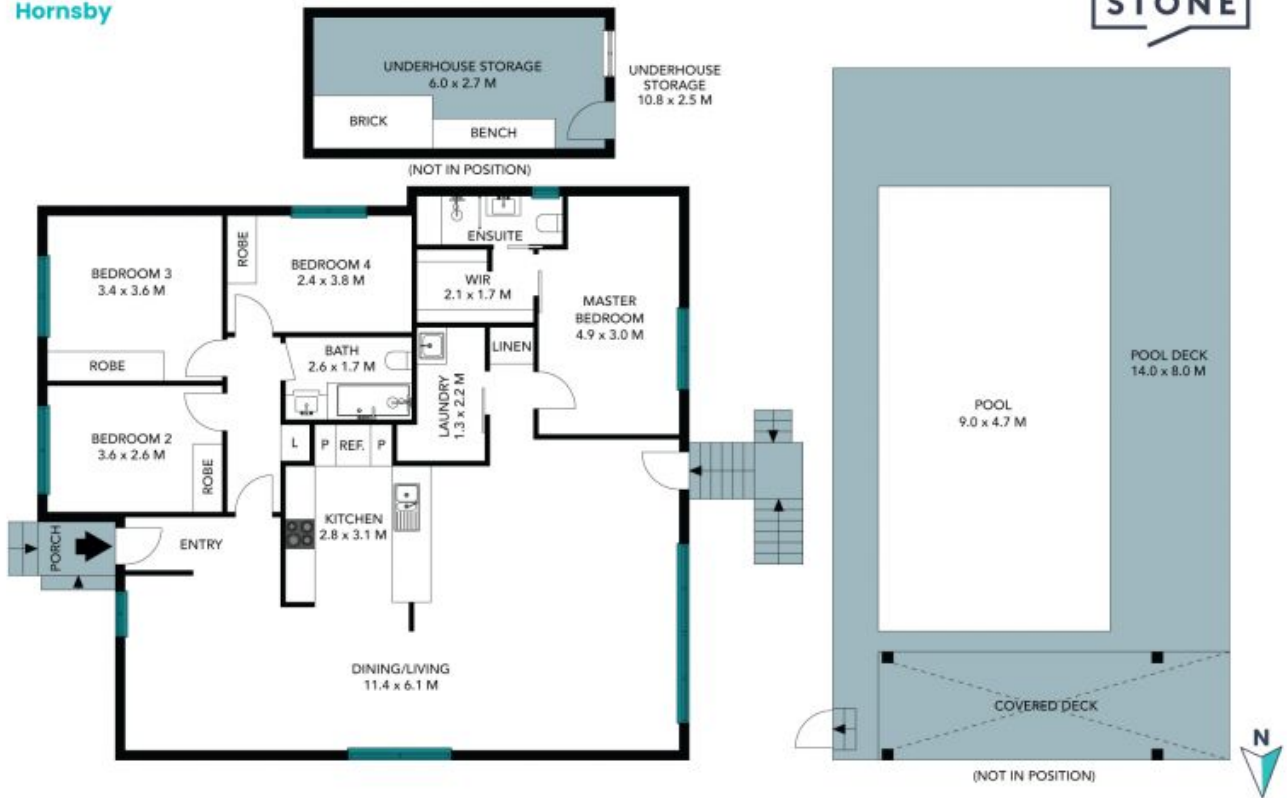 Hornsby
STONE
UNDERHOUSE STORAGE
6.0 x 2.7 M
UNDERHOUSE
STORAGE
10.8 x 2.5 M
BRICK
BENCH
(NOT IN POSITION)
BEDROOM 3
3.4 x 3.6 M
ROBE
ROBE
BEDROOM 4
2.4 x 3.8 M
ENSUITE
WIR
2.1 x 1.7 M
MASTER
BEDROOM
4.9 x 3.0 M
BATH
2.6 x 1.7 M
LINEN
LAUNDRY
1.3 x 2.2 M
BEDROOM 2
3.6 x 2.6 M
ROBE
L
P
REF.
P
KITCHEN
2.8 x 3.1 M
PORCH
ENTRY
DINING/LIVING
11.4 x 6.1 M
POOL
9.0 x 4.7 M
POOL DECK
14.0 x 8.0 M
COVERED DECK
(NOT IN POSITION)
N